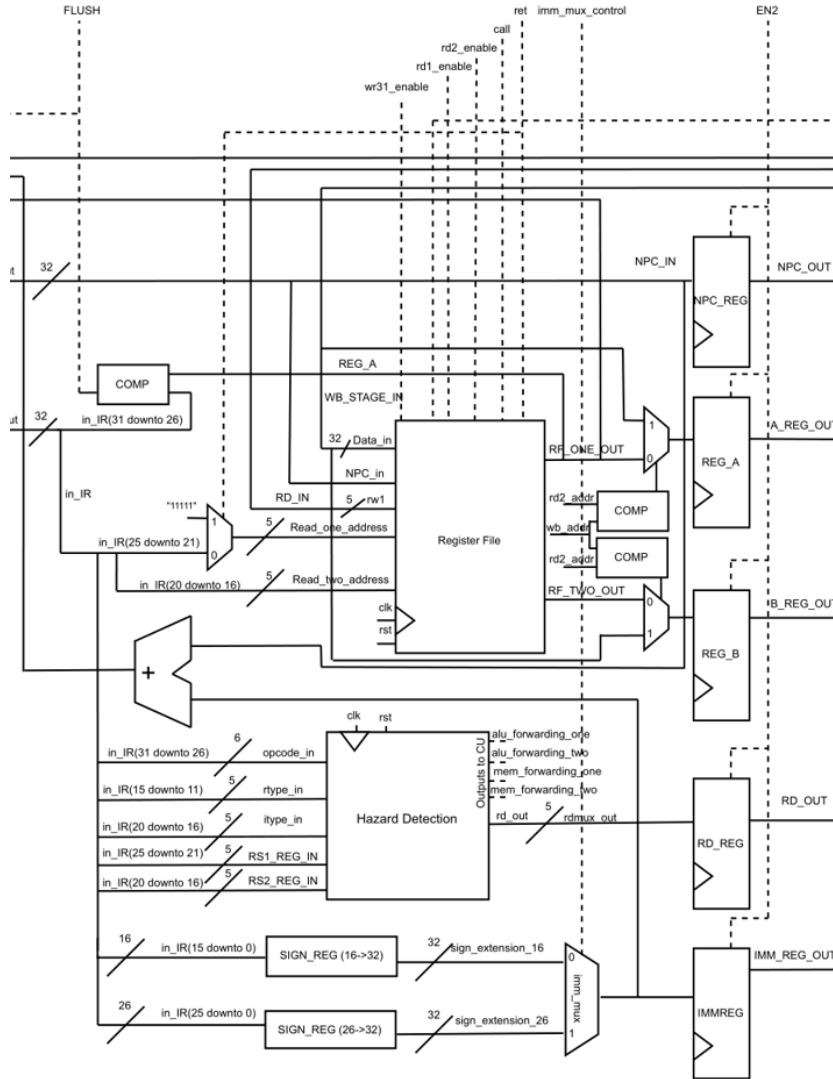 FLUSH
ret
imm_mux_control
EN2
call
rd2_enable
rd1_enable
wr31_enable
32
NPC_IN
NPC_OUT
NPC_REG
COMP
REG_A
WB_STAGE_IN
32
in_IR(31 downto 26)
32
Data_in
RF_ONE_OUT
1
0
REG_A
A_REG_OUT
in_IR
NPC_in
RD_IN
5
rw1
"11111"
1
0
5
Read_one_address
in_IR(25 downto 21)
Register File
rd2_addr
COMP
wb_addr
COMP
rd2_addr
in_IR(20 downto 16)
5
Read_two_address
RF_TWO_OUT
0
1
clk
rst
REG_B
B_REG_OUT
+
clk
rst
in_IR(31 downto 26)
6
opcode_in
in_IR(15 downto 11)
5
rtype_in
in_IR(20 downto 16)
5
itype_in
in_IR(25 downto 21)
5
RS1_REG_IN
in_IR(20 downto 16)
5
RS2_REG_IN
Hazard Detection
Outputs to CU
alu_forwarding_one
alu_forwarding_two
mem_forwarding_one
mem_forwarding_two
rd_out
5
rdmux_out
RD_REG
RD_OUT
16
in_IR(15 downto 0)
SIGN_REG (16->32)
32
sign_extension_16
0
imm_mux
1
26
in_IR(25 downto 0)
SIGN_REG (26->32)
32
sign_extension_26
IMM_REG_OUT
IMMREG